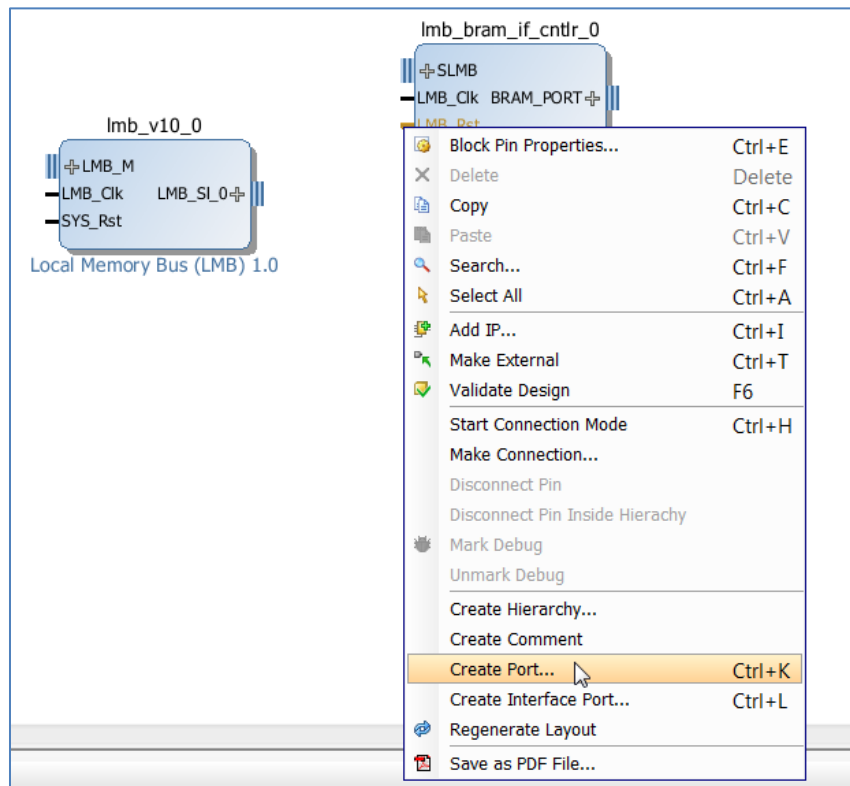 lmb_bram_if_cntlr_0
SLMB
LMB_Clk BRAM_PORT
LMB_Rst
lmb_v10_0
LMB_M
LMB_Clk LMB_Sl_0
SYS_Rst
Local Memory Bus (LMB) 1.0
Block Pin Properties... Ctrl+E
Delete Delete
Copy Ctrl+C
Paste Ctrl+V
Search... Ctrl+F
Select All Ctrl+A
Add IP... Ctrl+I
Make External Ctrl+T
Validate Design F6
Start Connection Mode Ctrl+H
Make Connection...
Disconnect Pin
Disconnect Pin Inside Hierachy
Mark Debug
Unmark Debug
Create Hierarchy...
Create Comment
Create Port... Ctrl+K
Create Interface Port... Ctrl+L
Regenerate Layout
Save as PDF File...